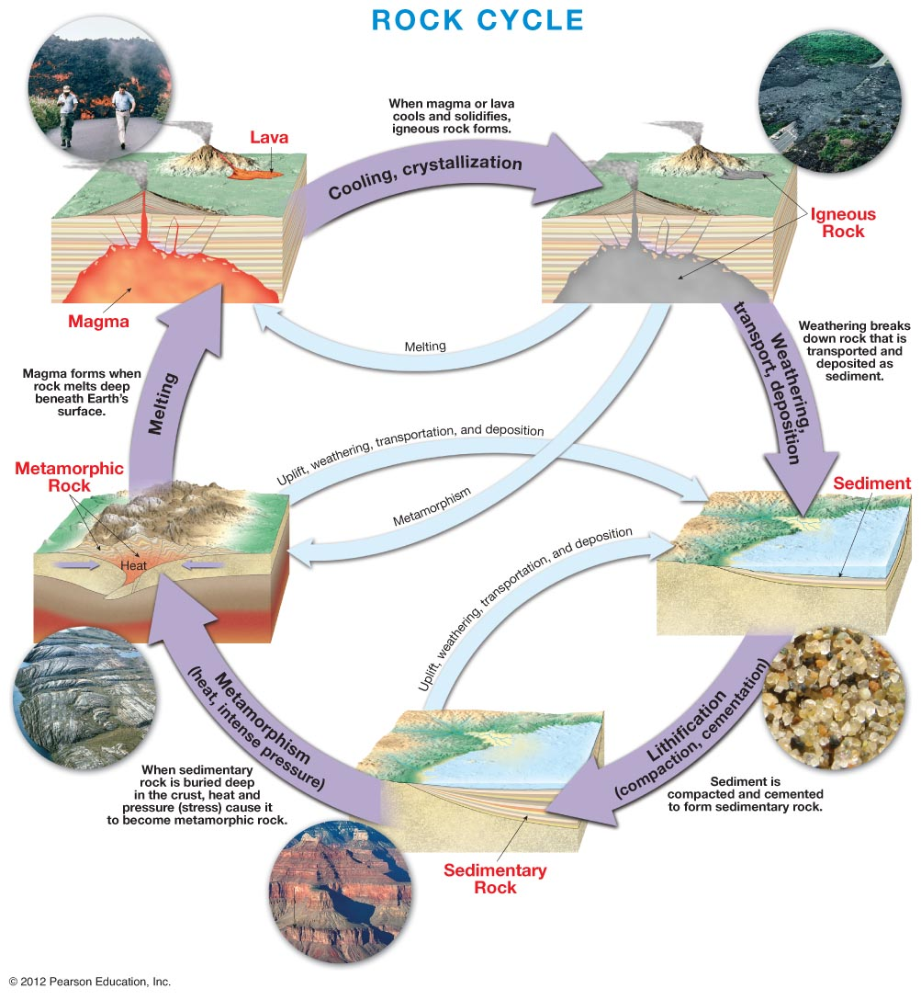 ROCK CYCLE
When magma or lava
cools and solidifies,
igneous rock forms.
Lava
Cooling, crystallization
Igneous
Rock
Magma
Melting
Weathering,
transport, deposition
Weathering breaks
down rock that is
transported and
deposited as
sediment.
Magma forms when
rock melts deep
beneath Earth's
surface.
Melting
Uplift, weathering, transportation, and deposition
Metamorphic
Rock
Metamorphism
Sediment
Heat
Uplift, weathering, transportation, and deposition
Metamorphism
(heat, intense pressure)
Lithification
(compaction, cementation)
When sedimentary
rock is buried deep
in the crust, heat and
pressure (stress) cause it
to become metamorphic rock.
Sediment is
compacted and cemented
to form sedimentary rock.
Sedimentary
Rock
© 2012 Pearson Education, Inc.